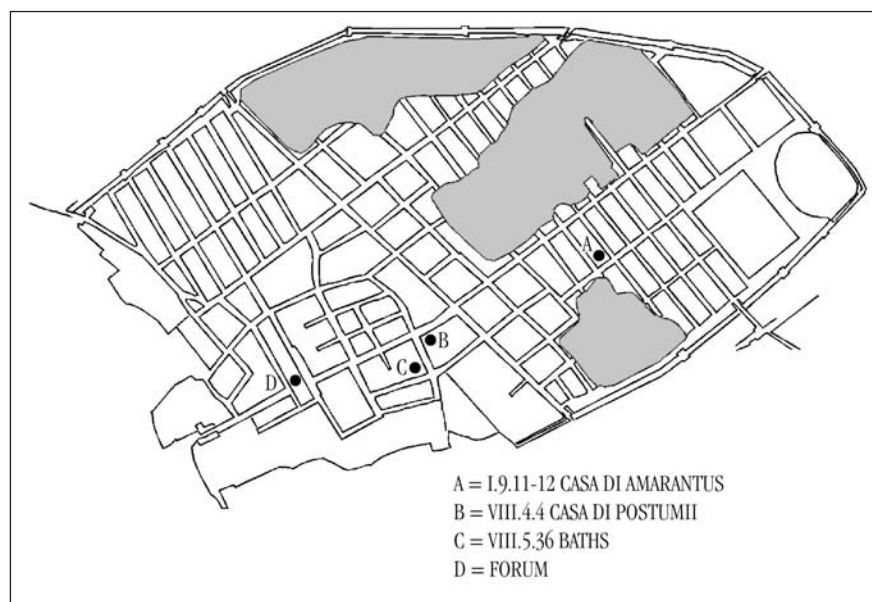 A
B
C
D
A = I.9.11-12 CASA DI AMARANTUS
B = VIII.4.4 CASA DI POSTUMII
C = VIII.5.36 BATHS
D = FORUM